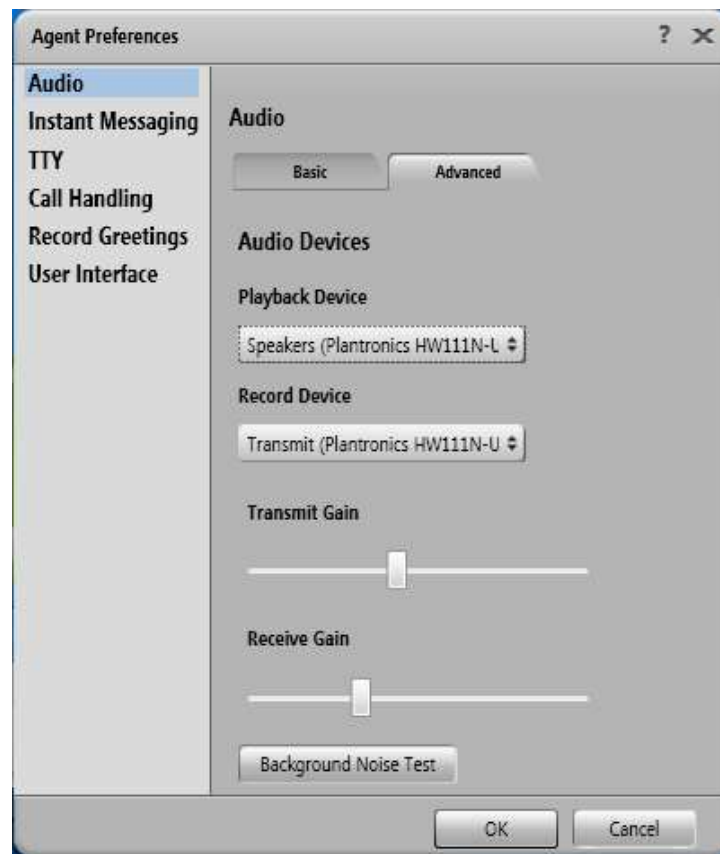 Agent Preferences ? ✕
Audio
Instant Messaging
TTY
Call Handling
Record Greetings
User Interface
Audio
Basic Advanced
Audio Devices
Playback Device
Speakers (Plantronics HW111N-U
Record Device
Transmit (Plantronics HW111N-U
Transmit Gain
Receive Gain
Background Noise Test
OK Cancel